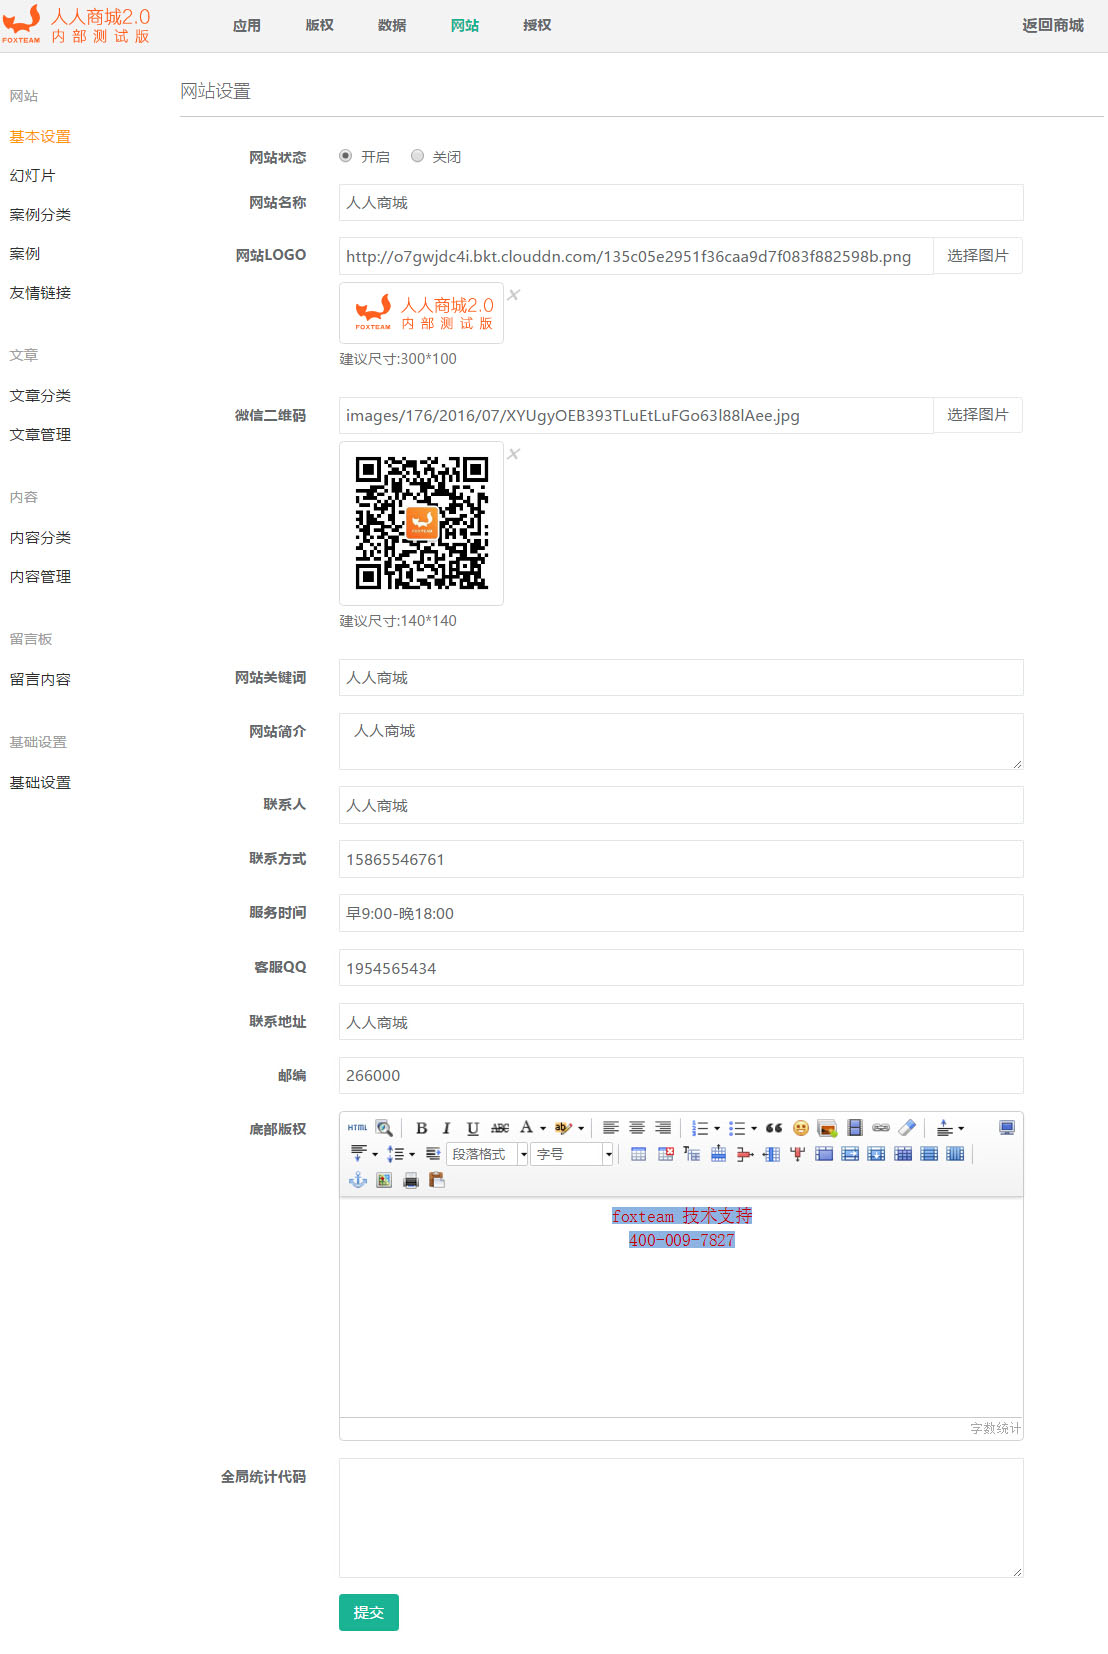 人人商城2.0
FOXTEAM 内部测试版
应用 版权 数据 网站 授权 返回商城
网站
基本设置
幻灯片
案例分类
案例
友情链接
文章
文章分类
文章管理
内容
内容分类
内容管理
留言板
留言内容
基础设置
基础设置
网站设置
网站状态 开启 关闭
网站名称 人人商城
网站LOGO http://o7gwjdc4i.bkt.clouddn.com/135c05e2951f36caa9d7f083f882598b.png 选择图片
人人商城2.0
FOXTEAM 内部测试版
建议尺寸:300*100
微信二维码 images/176/2016/07/XYUgyOEB393TLuEtLuFGo63l88lAee.jpg 选择图片
FOXTEAM
建议尺寸:140*140
网站关键词 人人商城
网站简介 人人商城
联系人 人人商城
联系方式 15865546761
服务时间 早9:00-晚18:00
客服QQ 1954565434
联系地址 人人商城
邮编 266000
底部版权
HTML B I U ABC A ab
段落格式 字号
foxteam 技术支持
400-009-7827
字数统计
全局统计代码
提交